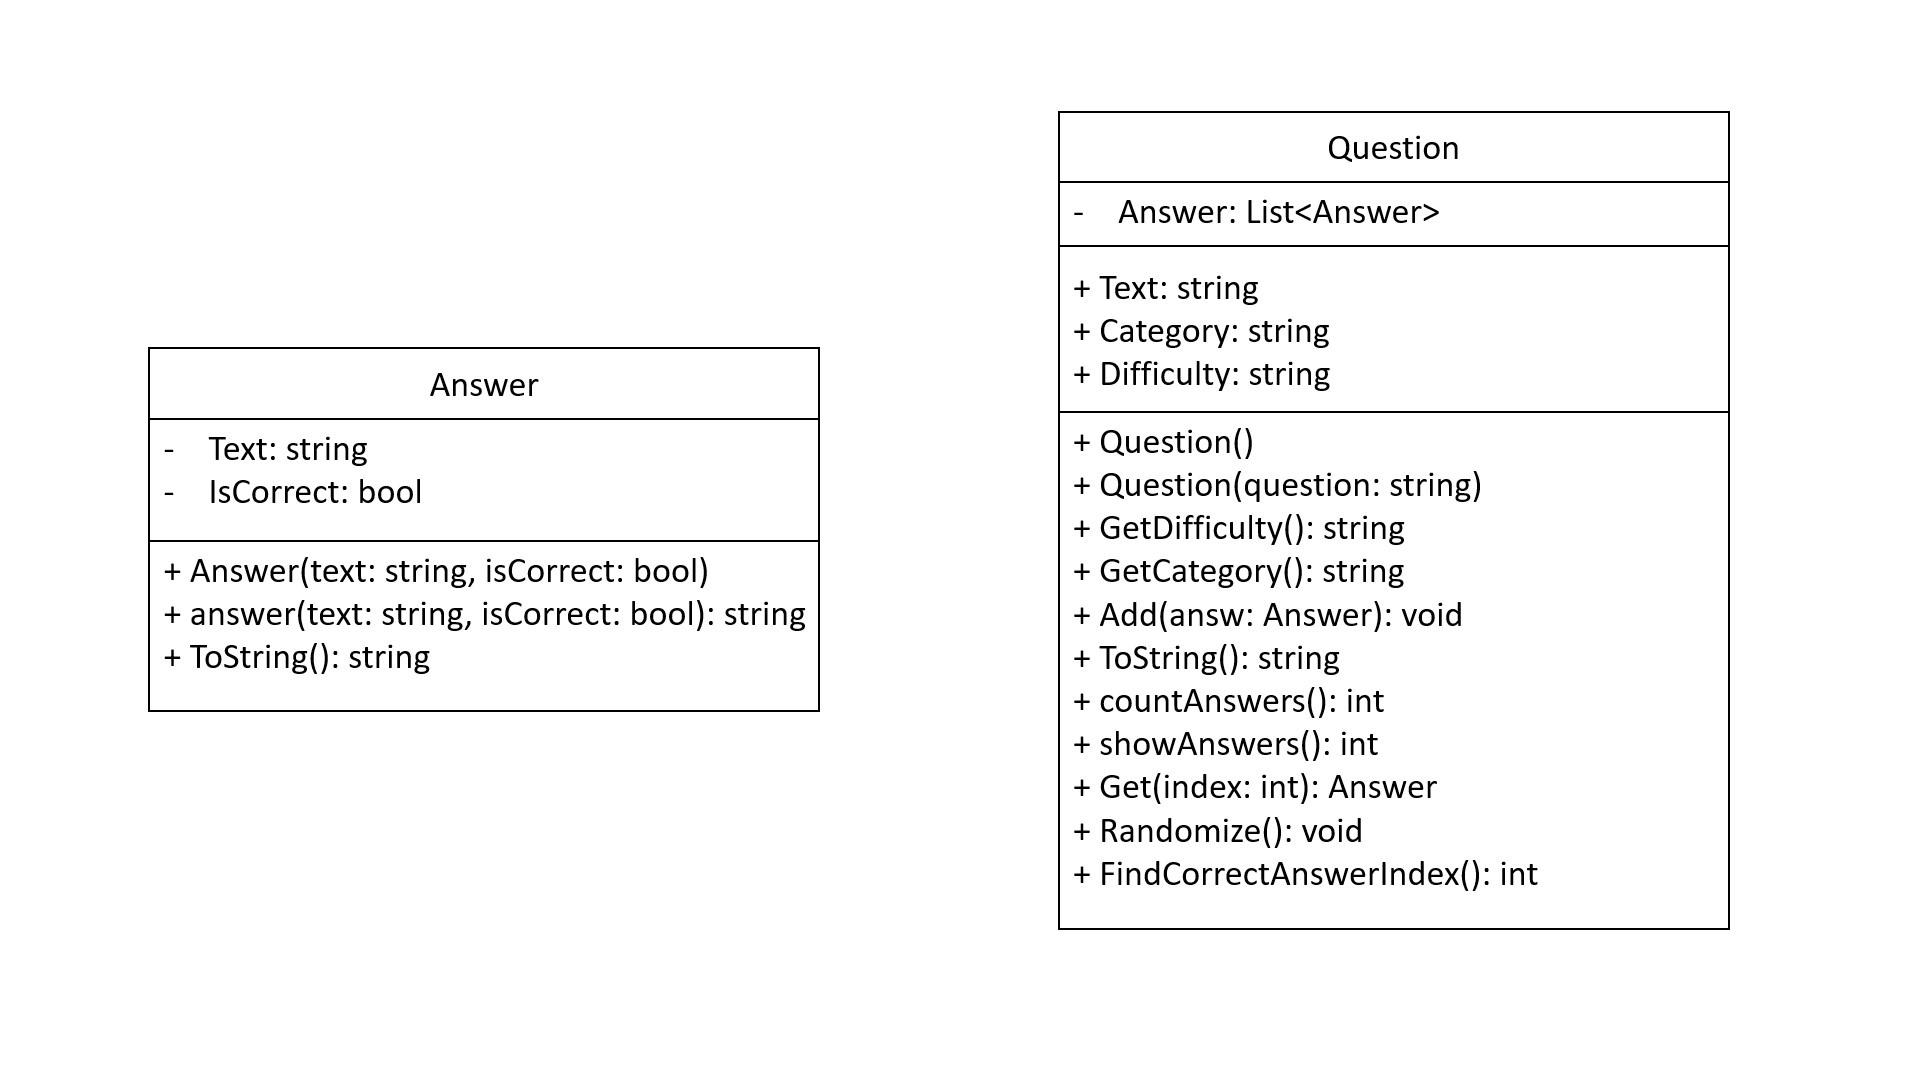 Answer
- Text: string
- IsCorrect: bool
+ Answer(text: string, isCorrect: bool)
+ answer(text: string, isCorrect: bool): string
+ ToString(): string
Question
- Answer: List<Answer>
+ Text: string
+ Category: string
+ Difficulty: string
+ Question()
+ Question(question: string)
+ GetDifficulty(): string
+ GetCategory(): string
+ Add(answ: Answer): void
+ ToString(): string
+ countAnswers(): int
+ showAnswers(): int
+ Get(index: int): Answer
+ Randomize(): void
+ FindCorrectAnswerIndex(): int